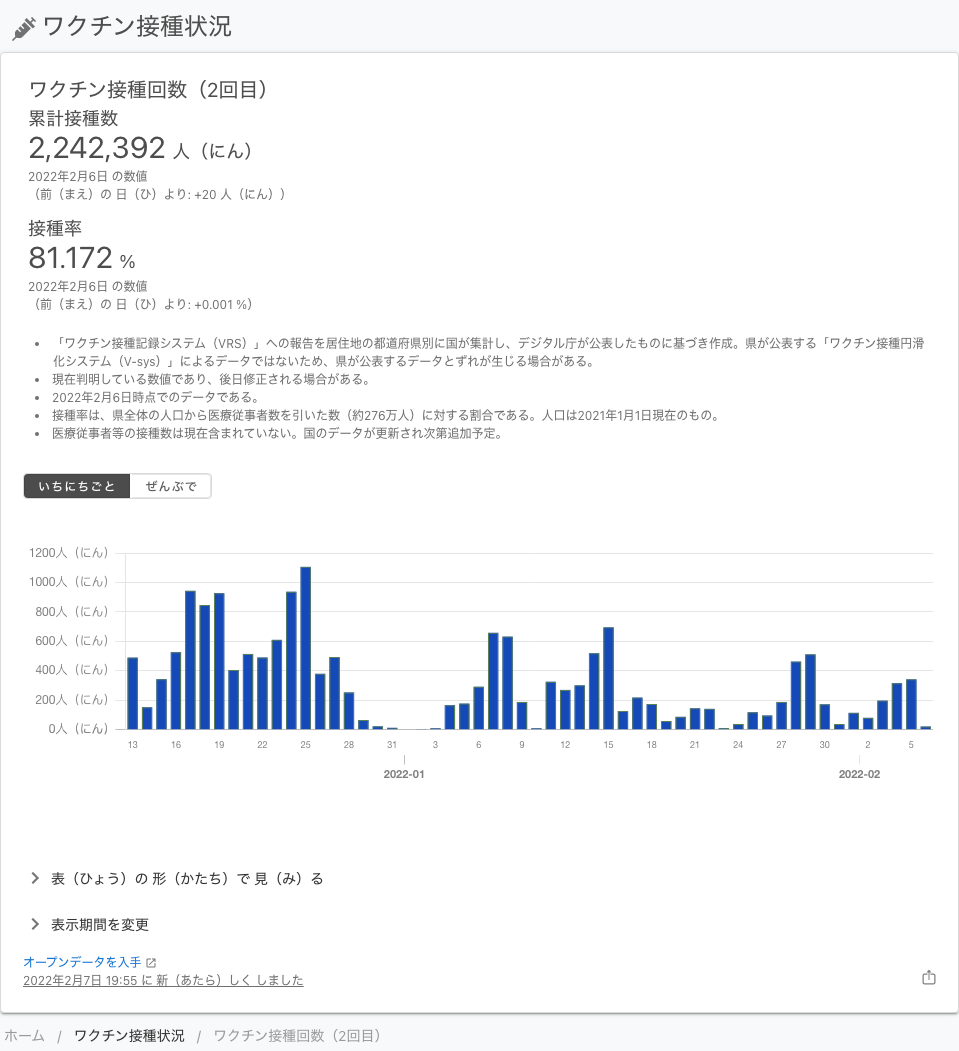 ワクチン接種状況
ワクチン接種回数（2回目）
累計接種数
2,242,392 人（にん）
2022年2月6日 の数値
（前（まえ）の 日（ひ）より: +20 人（にん））
接種率
81.172 %
2022年2月6日 の数値
（前（まえ）の 日（ひ）より: +0.001 %）
• 「ワクチン接種記録システム（VRS）」への報告を居住地の都道府県別に国が集計し、デジタル庁が公表したものに基づき作成。県が公表する「ワクチン接種円滑
化システム（V-sys）」によるデータではないため、県が公表するデータとずれが生じる場合がある。
• 現在判明している数値であり、後日修正される場合がある。
• 2022年2月6日時点でのデータである。
• 接種率は、県全体の人口から医療従事者数を引いた数（約276万人）に対する割合である。人口は2021年1月1日現在のもの。
• 医療従事者等の接種数は現在含まれていない。国のデータが更新され次第追加予定。
いちにちごと ぜんぶで
1200人（にん）
1000人（にん）
800人（にん）
600人（にん）
400人（にん）
200人（にん）
0人（にん）
13 16 19 22 25 28 31 3 6 9 12 15 18 21 24 27 30 2 5
2022-01 2022-02
表（ひょう）の 形（かたち）で 見（み）る
表示期間を変更
オープンデータを入手
2022年2月7日 19:55 に 新（あたら）しく しました
ホーム / ワクチン接種状況 / ワクチン接種回数（2回目）